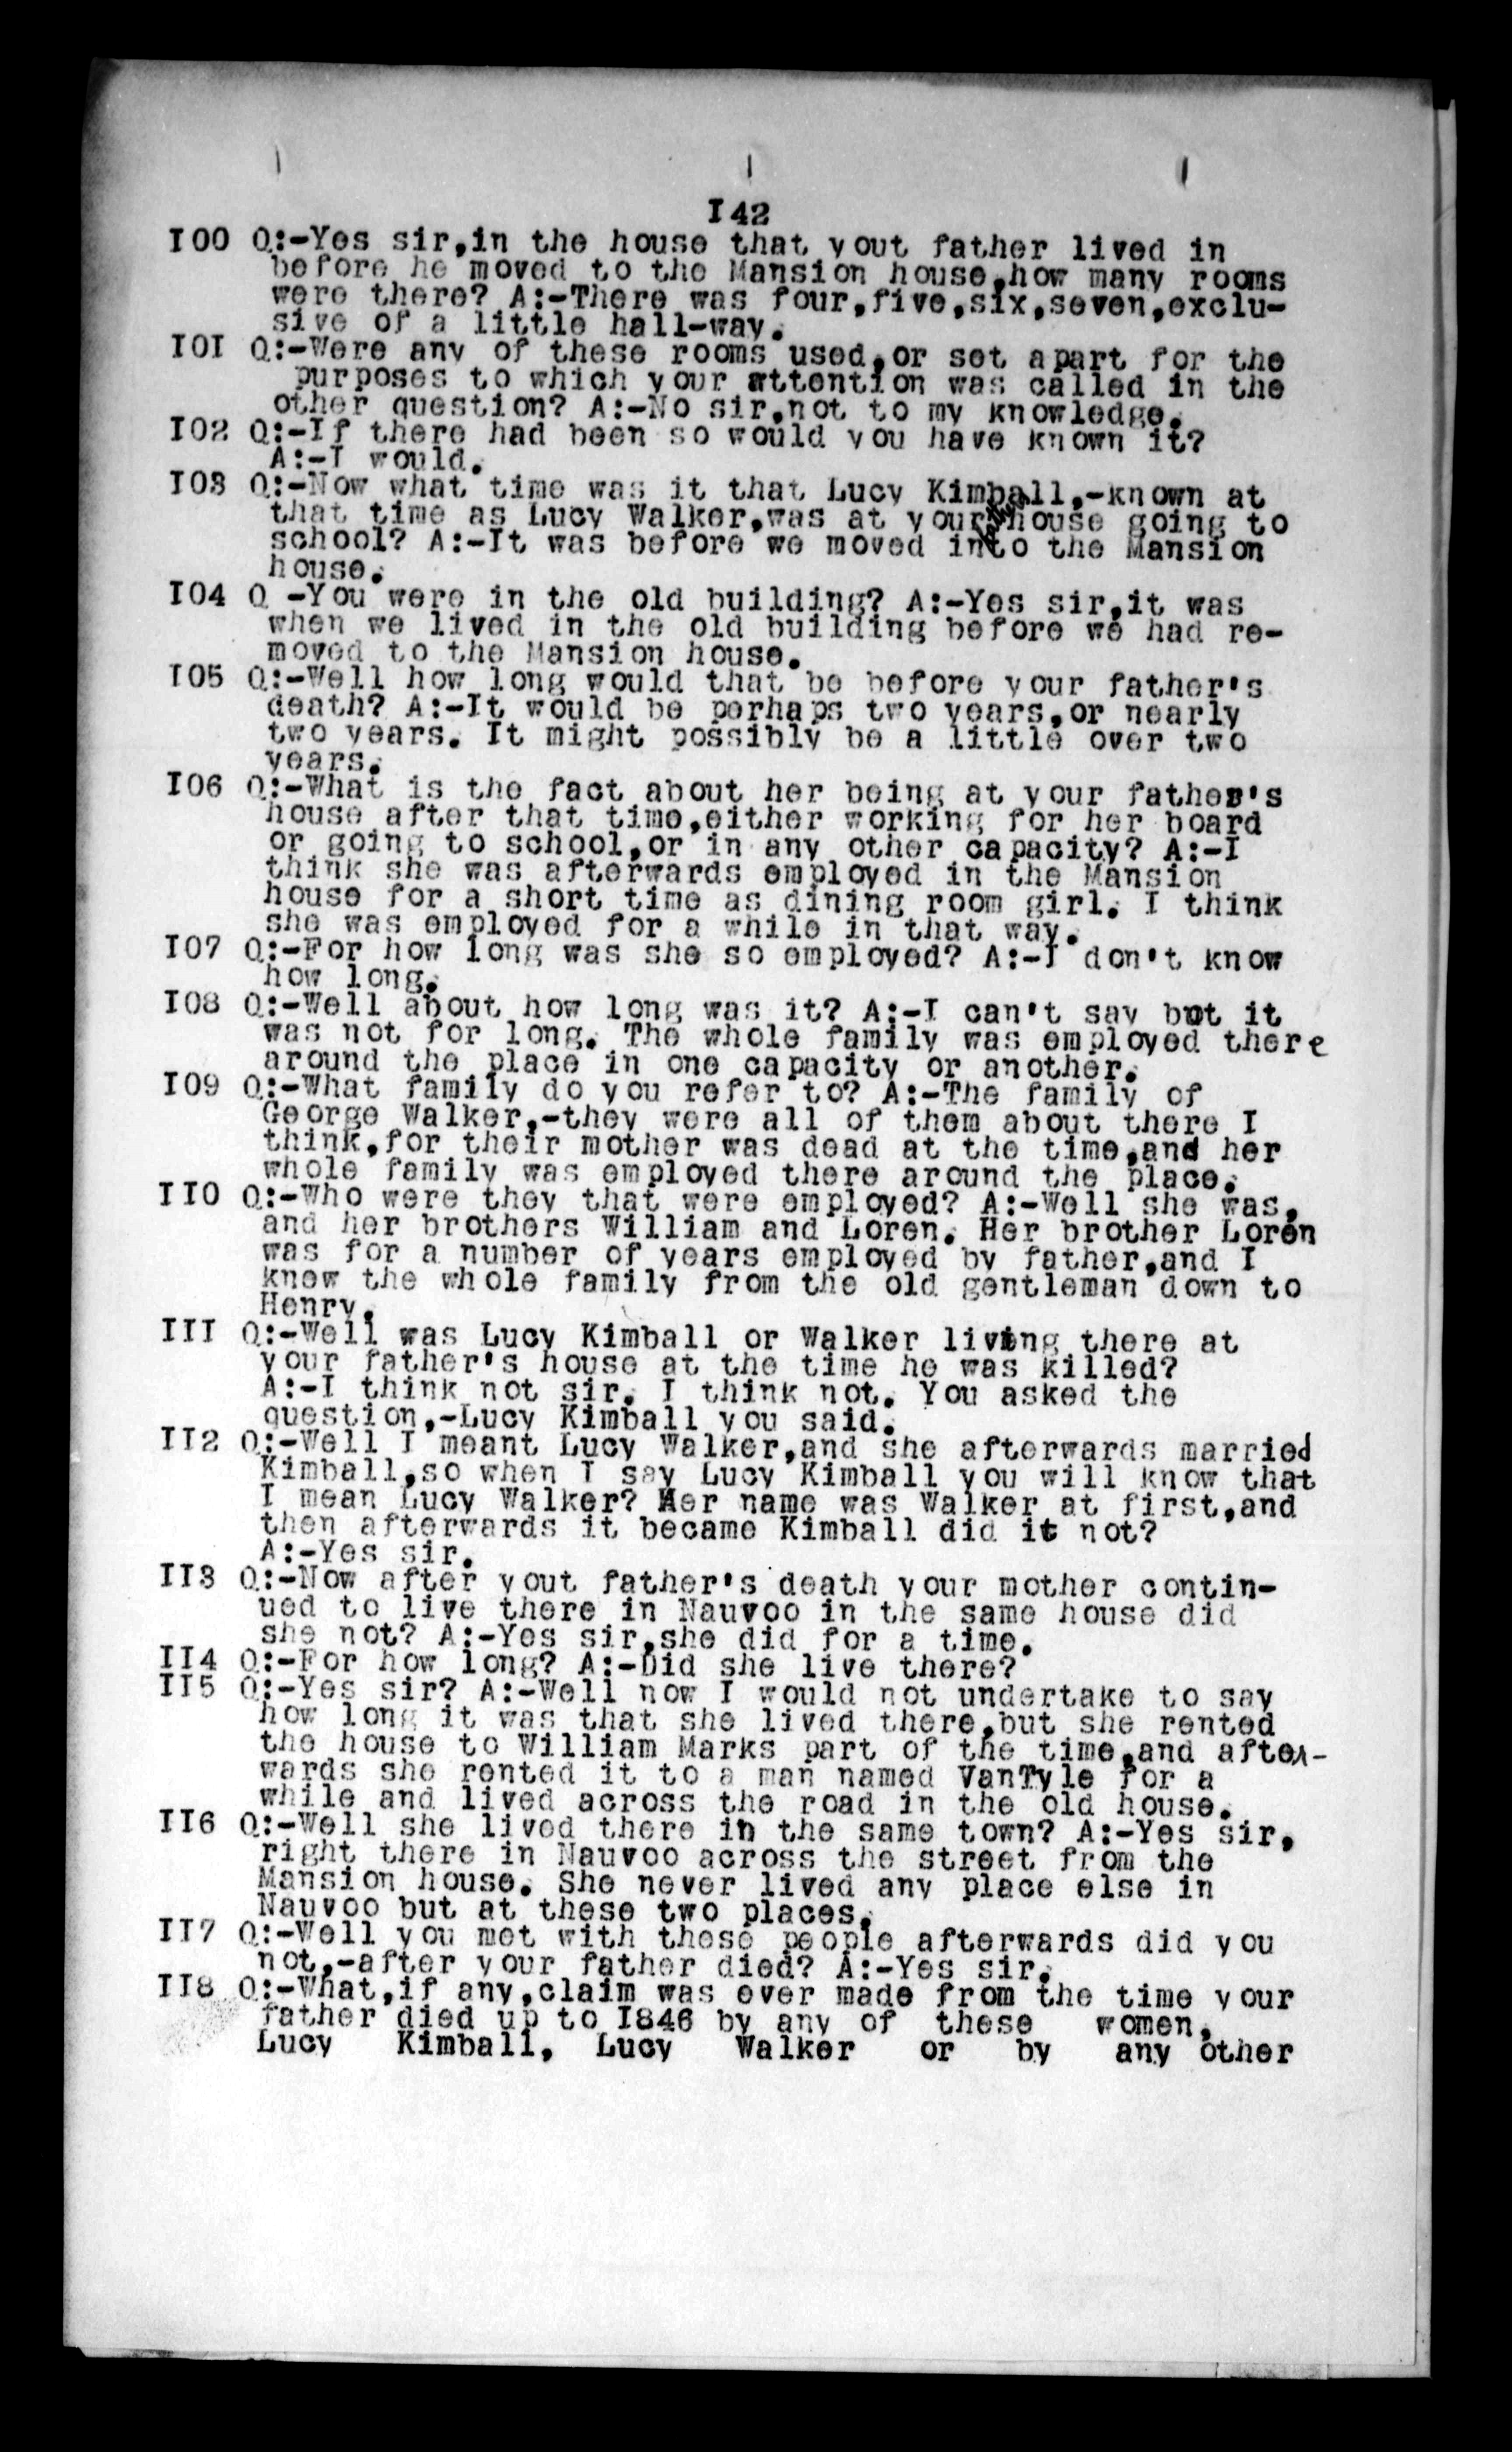 I42
I00 Q:-Yes sir,in the house that yout father lived in
before he moved to the Mansion house,how many rooms
were there? A:-There was four,five,six,seven,exclu-
sive of a little hall-way.
I0I Q:-Were any of these rooms used,or set apart for the
purposes to which your attention was called in the
other question? A:-No sir,not to my knowledge.
I02 Q:-If there had been so would you have known it?
A:-I would.
I03 Q:-Now what time was it that Lucy Kimball,-known at
that time as Lucy Walker,was at your house going to
school? A:-It was before we moved into the Mansion
house.
I04 Q -You were in the old building? A:-Yes sir,it was
when we lived in the old building before we had re-
moved to the Mansion house.
I05 Q:-Well how long would that be before your father's
death? A:-It would be perhaps two years,or nearly
two years. It might possibly be a little over two
years.
I06 Q:-What is the fact about her being at your father's
house after that time,either working for her board
or going to school,or in any other capacity? A:-I
think she was afterwards employed in the Mansion
house for a short time as dining room girl. I think
she was employed for a while in that way.
I07 Q:-For how long was she so employed? A:-I don't know
how long.
I08 Q:-Well about how long was it? A:-I can't say but it
was not for long. The whole family was employed there
around the place in one capacity or another.
I09 Q:-What family do you refer to? A:-The family of
George Walker,-they were all of them about there I
think,for their mother was dead at the time,and her
whole family was employed there around the place.
II0 Q:-Who were they that were employed? A:-Well she was,
and her brothers William and Loren. Her brother Loren
was for a number of years employed by father,and I
knew the whole family from the old gentleman down to
Henry.
III Q:-Well was Lucy Kimball or Walker living there at
your father's house at the time he was killed?
A:-I think not sir. I think not. You asked the
question,-Lucy Kimball you said.
II2 Q:-Well I meant Lucy Walker,and she afterwards married
Kimball,so when I say Lucy Kimball you will know that
I mean Lucy Walker? Her name was Walker at first,and
then afterwards it became Kimball did it not?
A:-Yes sir.
II3 Q:-Now after yout father's death your mother contin-
ued to live there in Nauvoo in the same house did
she not? A:-Yes sir,she did for a time.
II4 Q:-For how long? A:-Did she live there?
II5 Q:-Yes sir? A:-Well now I would not undertake to say
how long it was that she lived there,but she rented
the house to William Marks part of the time,and after-
wards she rented it to a man named VanTyle for a
while and lived across the road in the old house.
II6 Q:-Well she lived there in the same town? A:-Yes sir,
right there in Nauvoo across the street from the
Mansion house. She never lived any place else in
Nauvoo but at these two places.
II7 Q:-Well you met with these people afterwards did you
not,-after your father died? A:-Yes sir.
II8 Q:-What,if any,claim was ever made from the time your
father died up to I846 by any of these women,
Lucy Kimball, Lucy Walker or by any other